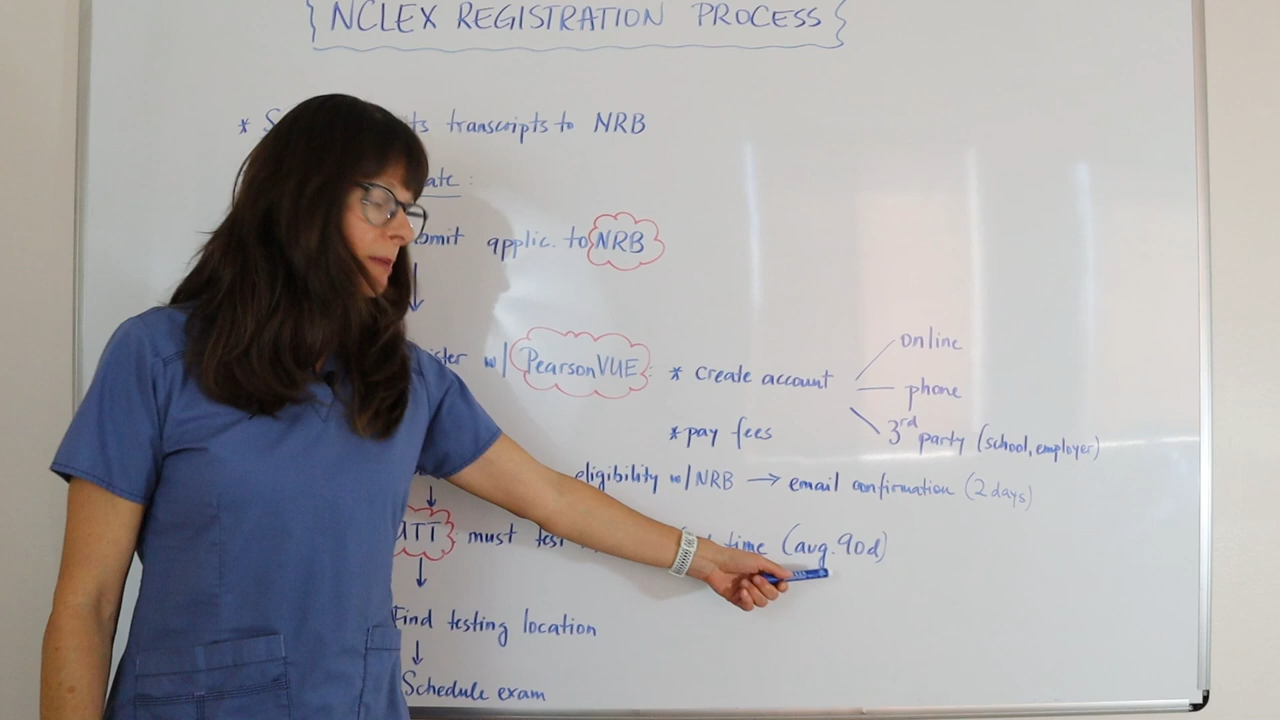 NCLEX REGISTRATION PROCESS
* S ts transcripts to NRB
ate:
bmit applic. to NRB
ister w/ PearsonVUE: * create account
online
phone
3rd party (school, employer)
* pay fees
eligibility w/ NRB → email confirmation (2 days)
ATT must test time (avg. 90d)
Find testing location
Schedule exam